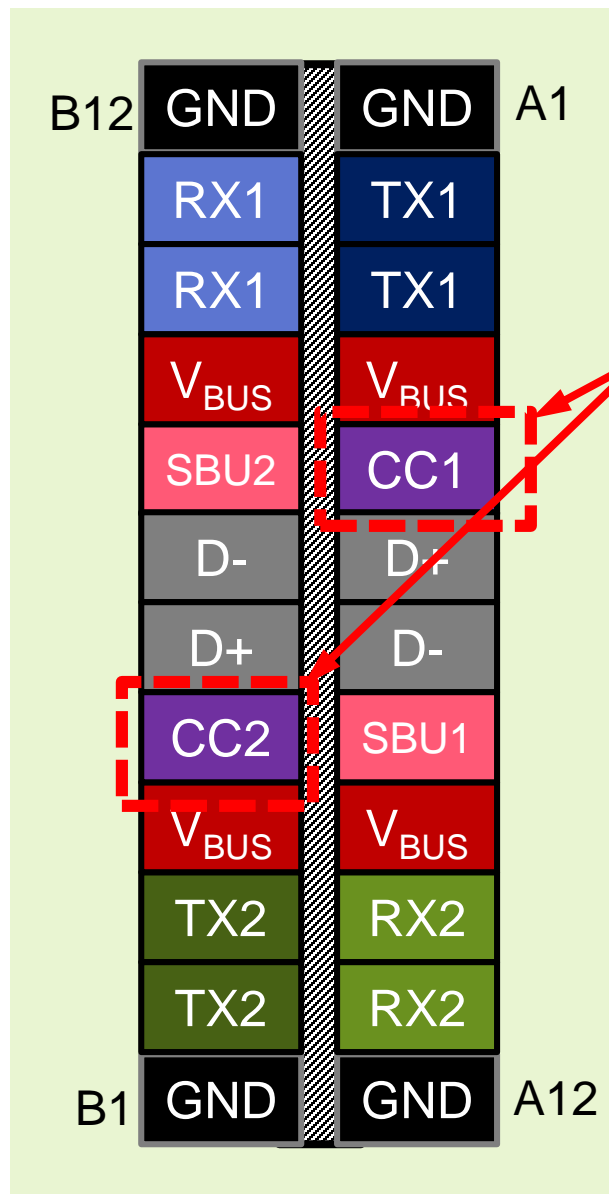 B12 GND GND A1
RX1 TX1
RX1 TX1
VBUS VBUS
SBU2 CC1
D- D+
D+ D-
CC2 SBU1
VBUS VBUS
TX2 RX2
TX2 RX2
B1 GND GND A12